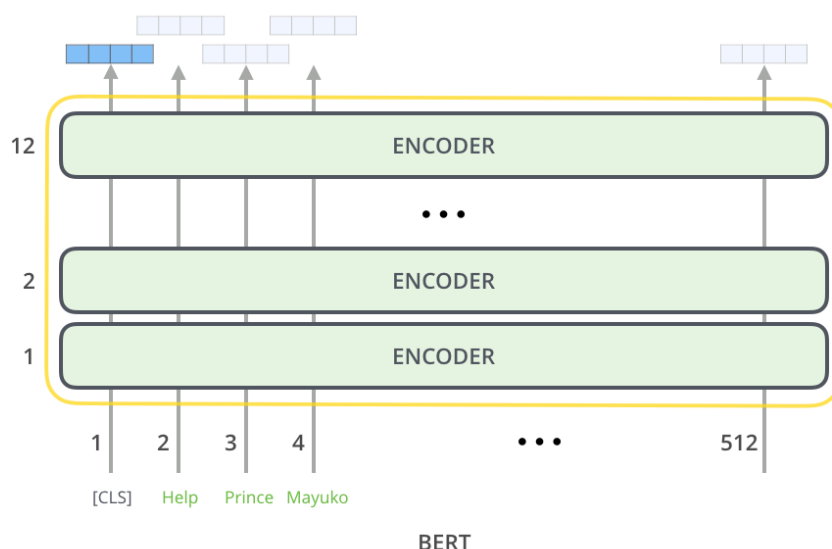 12 ENCODER
...
2 ENCODER
1 ENCODER
1 2 3 4 ... 512
[CLS] Help Prince Mayuko
BERT